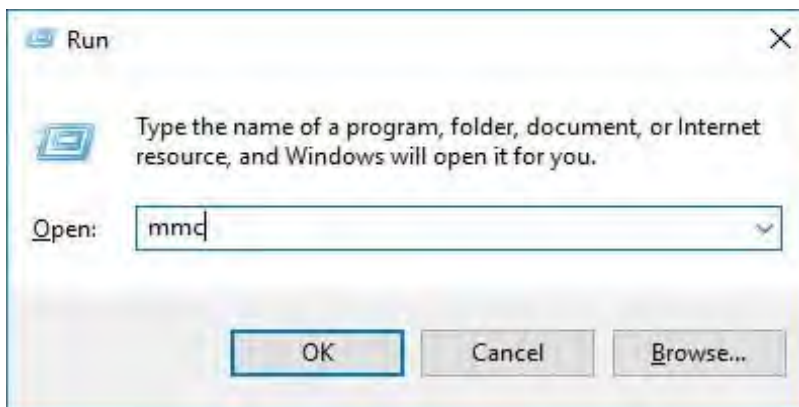 Run
Type the name of a program, folder, document, or Internet
resource, and Windows will open it for you.
Open: mmc
OK Cancel Browse...